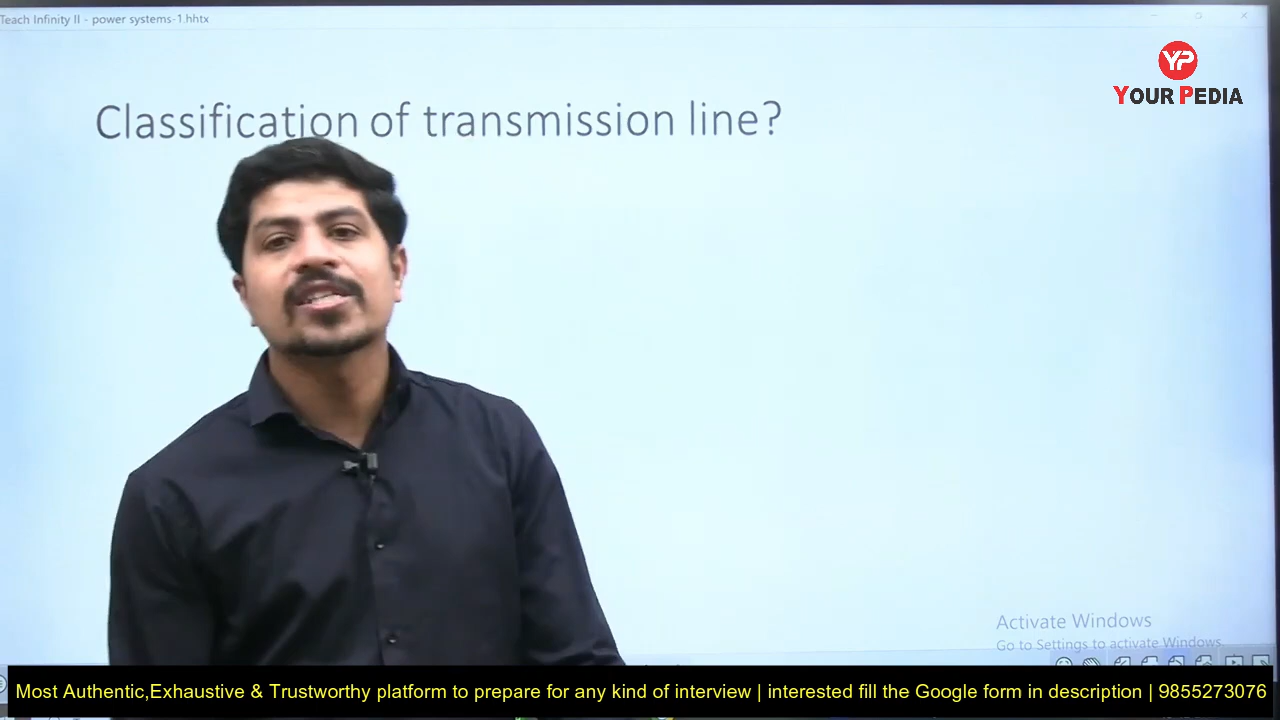 Teach Infinity II - power systems-1.hhtx
YP
YOUR PEDIA
Classification of transmission line?
Activate Windows
Go to Settings to activate Windows.
Most Authentic,Exhaustive & Trustworthy platform to prepare for any kind of interview | interested fill the Google form in description | 9855273076